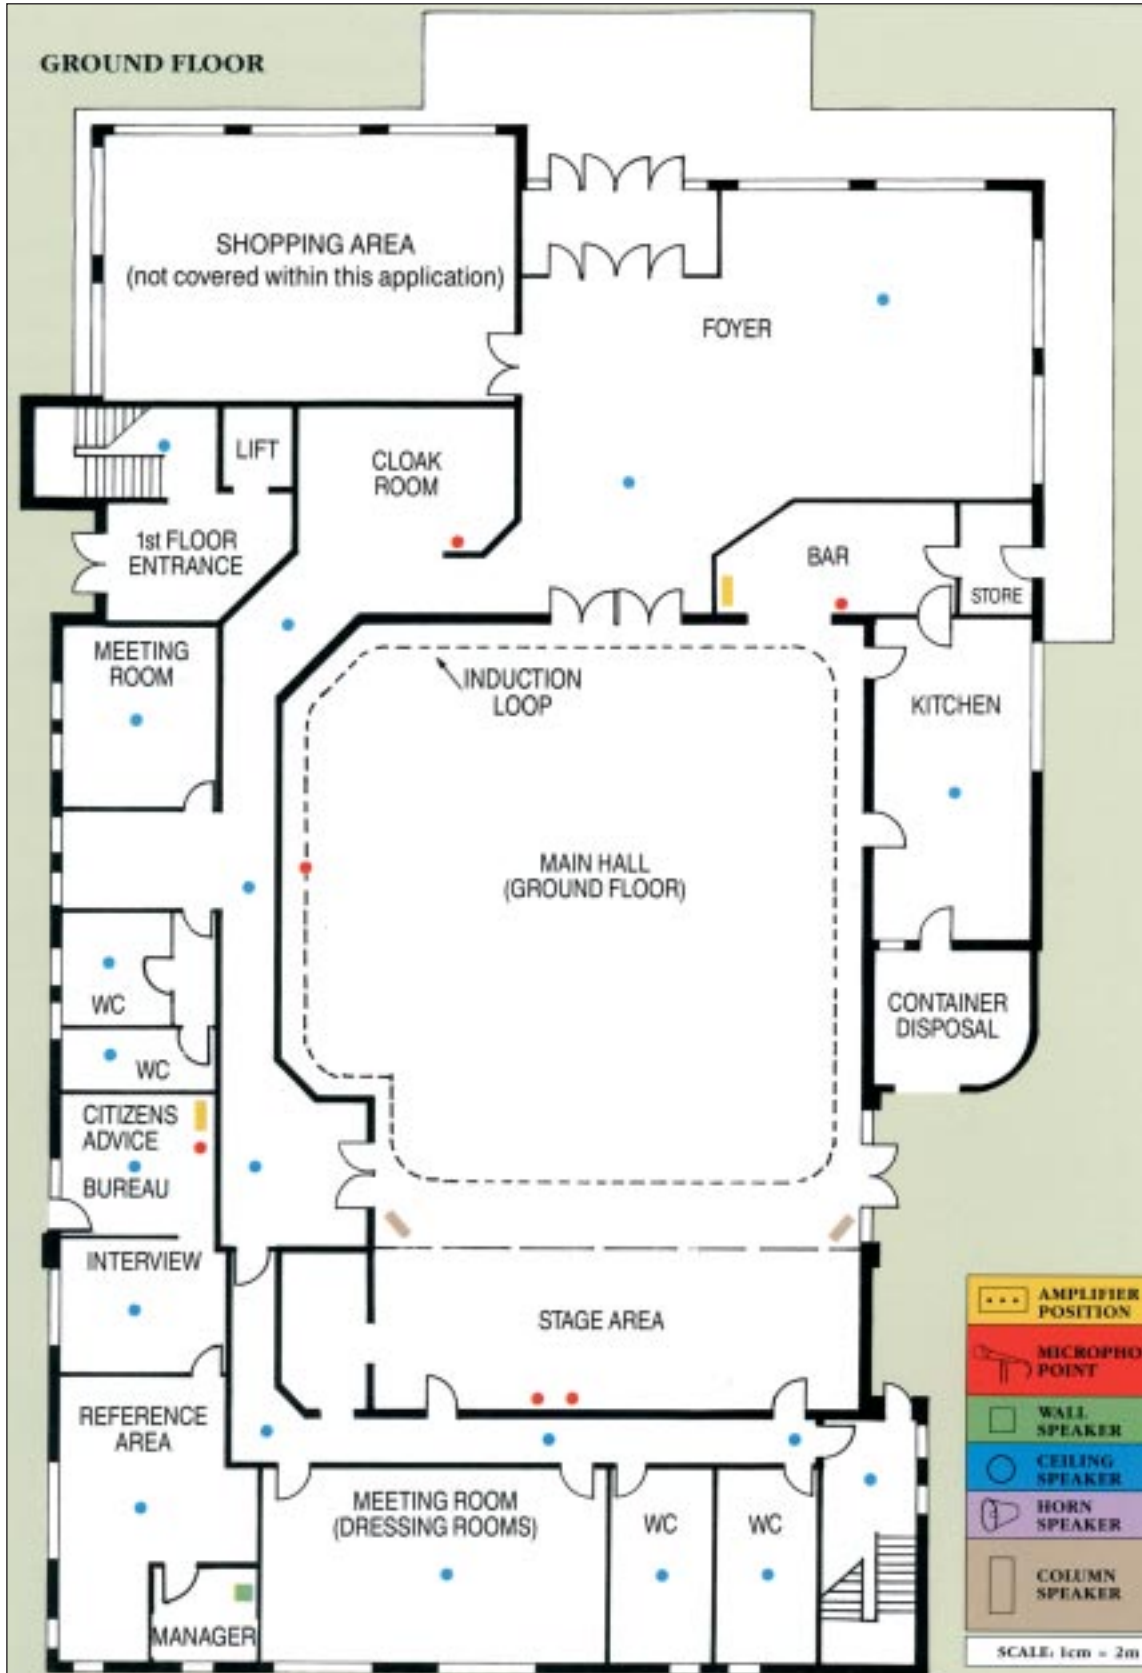 GROUND FLOOR
SHOPPING AREA
(not covered within this application)
FOYER
LIFT
CLOAK
ROOM
1st FLOOR
ENTRANCE
BAR
STORE
MEETING
ROOM
INDUCTION
LOOP
KITCHEN
MAIN HALL
(GROUND FLOOR)
WC
CONTAINER
DISPOSAL
WC
CITIZENS
ADVICE
BUREAU
INTERVIEW
STAGE AREA
REFERENCE
AREA
MEETING ROOM
(DRESSING ROOMS)
WC
WC
MANAGER
AMPLIFIER
POSITION
MICROPHO
POINT
WALL
SPEAKER
CEILING
SPEAKER
HORN
SPEAKER
COLUMN
SPEAKER
SCALE: 1cm = 2m